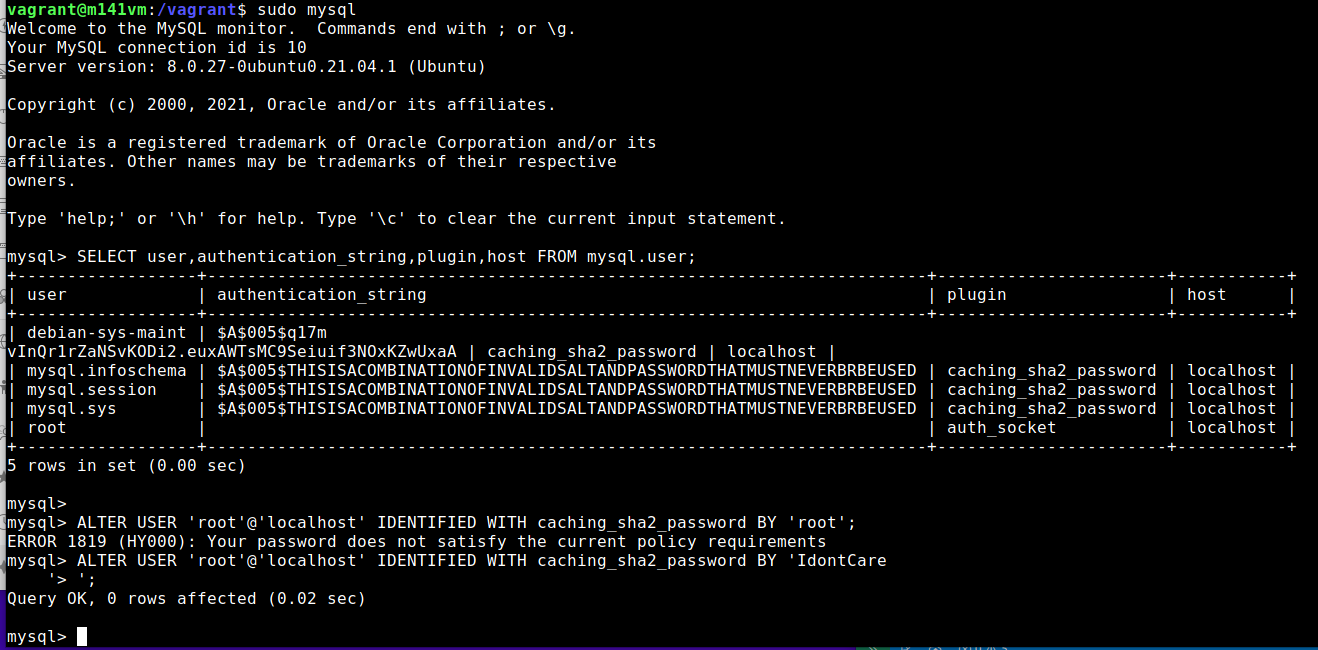 vagrant@m141vm:/vagrant$ sudo mysql
Welcome to the MySQL monitor.  Commands end with ; or \g.
Your MySQL connection id is 10
Server version: 8.0.27-0ubuntu0.21.04.1 (Ubuntu)

Copyright (c) 2000, 2021, Oracle and/or its affiliates.

Oracle is a registered trademark of Oracle Corporation and/or its
affiliates. Other names may be trademarks of their respective
owners.

Type 'help;' or '\h' for help. Type '\c' to clear the current input statement.

mysql> SELECT user,authentication_string,plugin,host FROM mysql.user;
+------------------+------------------------------------------------------------------------+-----------------------+-----------+
| user             | authentication_string                                                  | plugin                | host      |
+------------------+------------------------------------------------------------------------+-----------------------+-----------+
| debian-sys-maint | $A$005$q17m
vInQr1rZaNSvKODi2.euxAWTsMC9Seiuif3NOxKZwUxaA | caching_sha2_password | localhost |
| mysql.infoschema | $A$005$THISISACOMBINATIONOFINVALIDSALTANDPASSWORDTHATMUSTNEVERBRBEUSED | caching_sha2_password | localhost |
| mysql.session    | $A$005$THISISACOMBINATIONOFINVALIDSALTANDPASSWORDTHATMUSTNEVERBRBEUSED | caching_sha2_password | localhost |
| mysql.sys        | $A$005$THISISACOMBINATIONOFINVALIDSALTANDPASSWORDTHATMUSTNEVERBRBEUSED | caching_sha2_password | localhost |
| root             |                                                                        | auth_socket           | localhost |
+------------------+------------------------------------------------------------------------+-----------------------+-----------+
5 rows in set (0.00 sec)

mysql>
mysql> ALTER USER 'root'@'localhost' IDENTIFIED WITH caching_sha2_password BY 'root';
ERROR 1819 (HY000): Your password does not satisfy the current policy requirements
mysql> ALTER USER 'root'@'localhost' IDENTIFIED WITH caching_sha2_password BY 'IdontCare
    '> ';
Query OK, 0 rows affected (0.02 sec)

mysql>